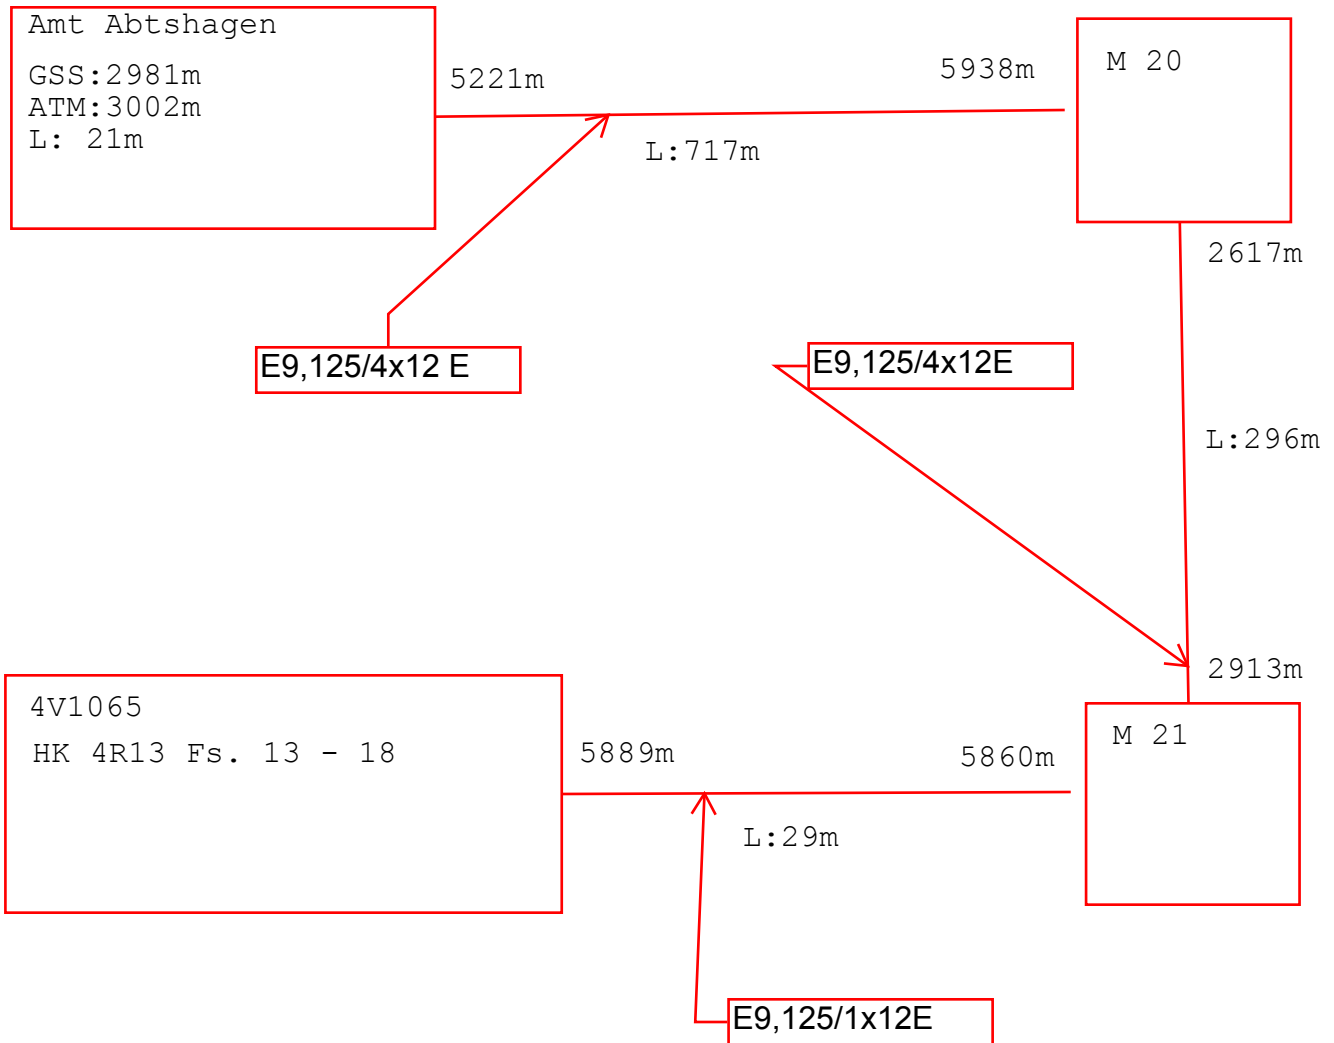 Amt Abtshagen
GSS:2981m
ATM:3002m
L: 21m
5221m
5938m
M 20
L:717m
2617m
E9,125/4x12 E
E9,125/4x12E
L:296m
2913m
4V1065
HK 4R13 Fs. 13 - 18
5889m
5860m
M 21
L:29m
E9,125/1x12E